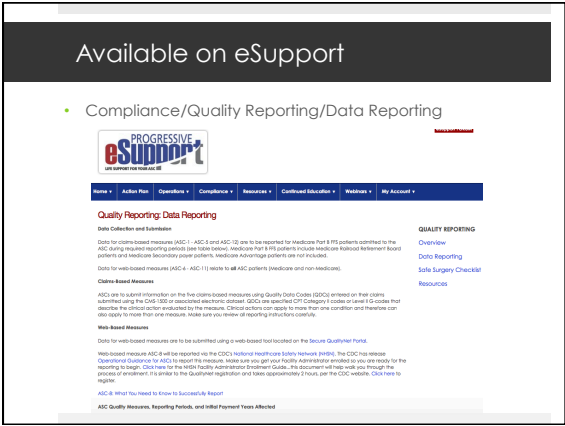 Available on eSupport
• Compliance/Quality Reporting/Data Reporting
PROGRESSIVE
eSupport
LIFE SUPPORT FOR YOUR ASC
Home ▾ Action Plan Operations ▾ Compliance ▾ Resources ▾ Continued Education ▾ Webinars ▾ My Account ▾
Quality Reporting: Data Reporting
Data Collection and Submission
Data for claims-based measures (ASC-1 - ASC-5 and ASC-12) are to be reported for Medicare Part B FFS patients admitted to the
ASC during required reporting periods (see table below). Medicare Part B FFS patients include Medicare Railroad Retirement Board
patients and Medicare Secondary payer patients. Medicare Advantage patients are not included.
Data for web-based measures (ASC-6 - ASC-11) relate to all ASC patients (Medicare and non Medicare).
Claims-Based Measures
ASCs are to submit information on the five claims-based measures using Quality Data Codes (QDCs) entered on their claims
submitted using the CMS-1500 or associated electronic dataset. QDCs are specified CPT Category II codes or Level II G-codes that
describe the clinical action evaluated by the measure. Clinical actions can apply to more than one condition and therefore can
also apply to more than one measure. Make sure you review all reporting instructions carefully.
Web-Based Measures
Data for web-based measures are to be submitted using a web-based tool located on the Secure QualityNet Portal.
Web-based measure ASC-8 will be reported via the CDC's National Healthcare Safety Network (NHSN). The CDC has release
Operational Guidance for ASCs to report this measure. Make sure you get your Facility Administrator enrolled so you are ready for the
reporting to begin. Click here for the NHSN Facility Administrator Enrollment Guide...this document will help walk you through the
process of enrollment. It is similar to the QualityNet registration and takes approximately 2 hours, per the CDC website. Click here to
register.
ASC-8: What You Need to Know to Successfully Report
ASC Quality Measures, Reporting Periods, and Initial Payment Years Affected
QUALITY REPORTING
Overview
Data Reporting
Safe Surgery Checklist
Resources